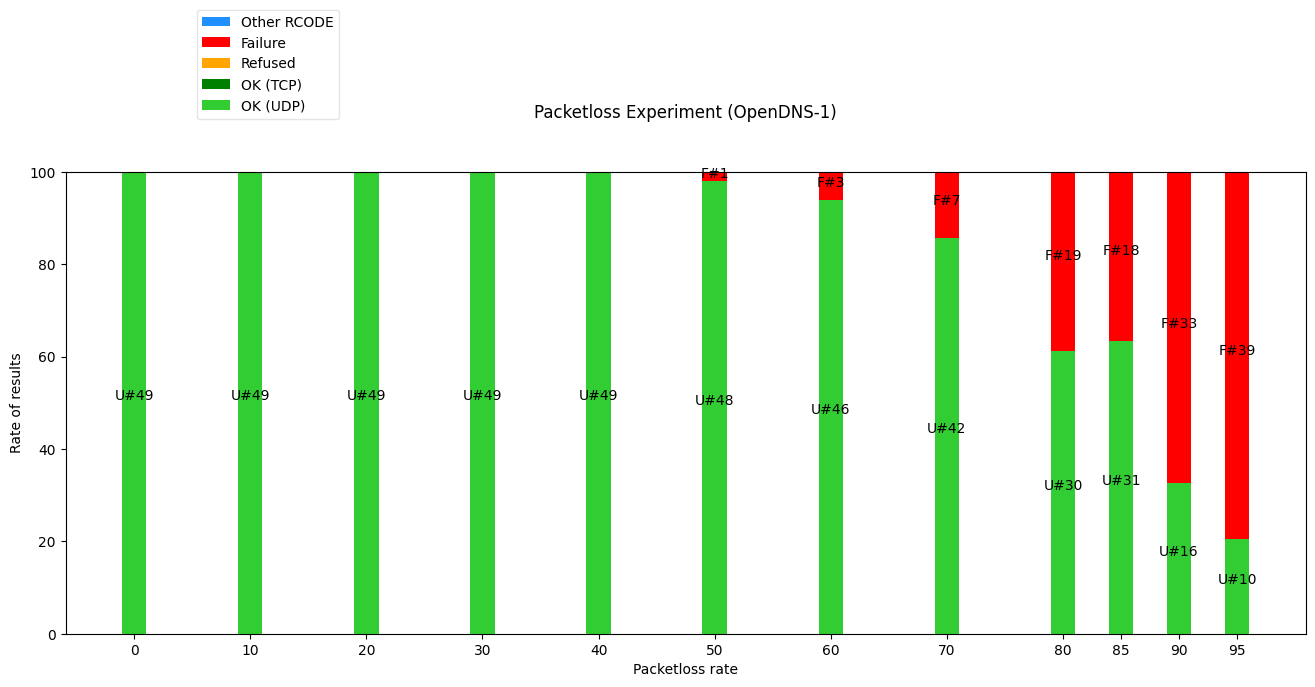 Other RCODE
Failure
Refused
OK (TCP)
OK (UDP)
Packetloss Experiment (OpenDNS-1)
100
80
60
40
20
0
Rate of results
F#1
F#3
F#7
F#19
F#18
F#33
F#39
U#49
U#49
U#49
U#49
U#49
U#48
U#46
U#42
U#30
U#31
U#16
U#10
0 10 20 30 40 50 60 70 80 85 90 95
Packetloss rate